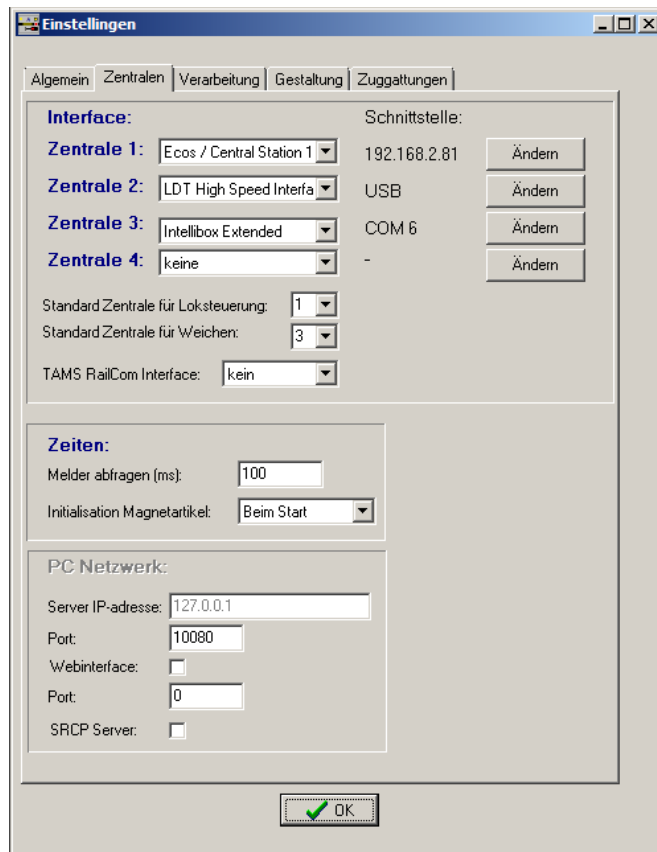 Einstellingen
Algemein Zentralen Verarbeitung Gestaltung Zuggattungen
Interface: Schnittstelle:
Zentrale 1: Ecos / Central Station 1 192.168.2.81 Ändern
Zentrale 2: LDT High Speed Interfa USB Ändern
Zentrale 3: Intellibox Extended COM 6 Ändern
Zentrale 4: keine - Ändern
Standard Zentrale für Loksteuerung: 1
Standard Zentrale für Weichen: 3
TAMS RailCom Interface: kein
Zeiten:
Melder abfragen (ms): 100
Initialisation Magnetartikel: Beim Start
PC Netzwerk:
Server IP-adresse: 127.0.0.1
Port: 10080
Webinterface:
Port: 0
SRCP Server:
OK